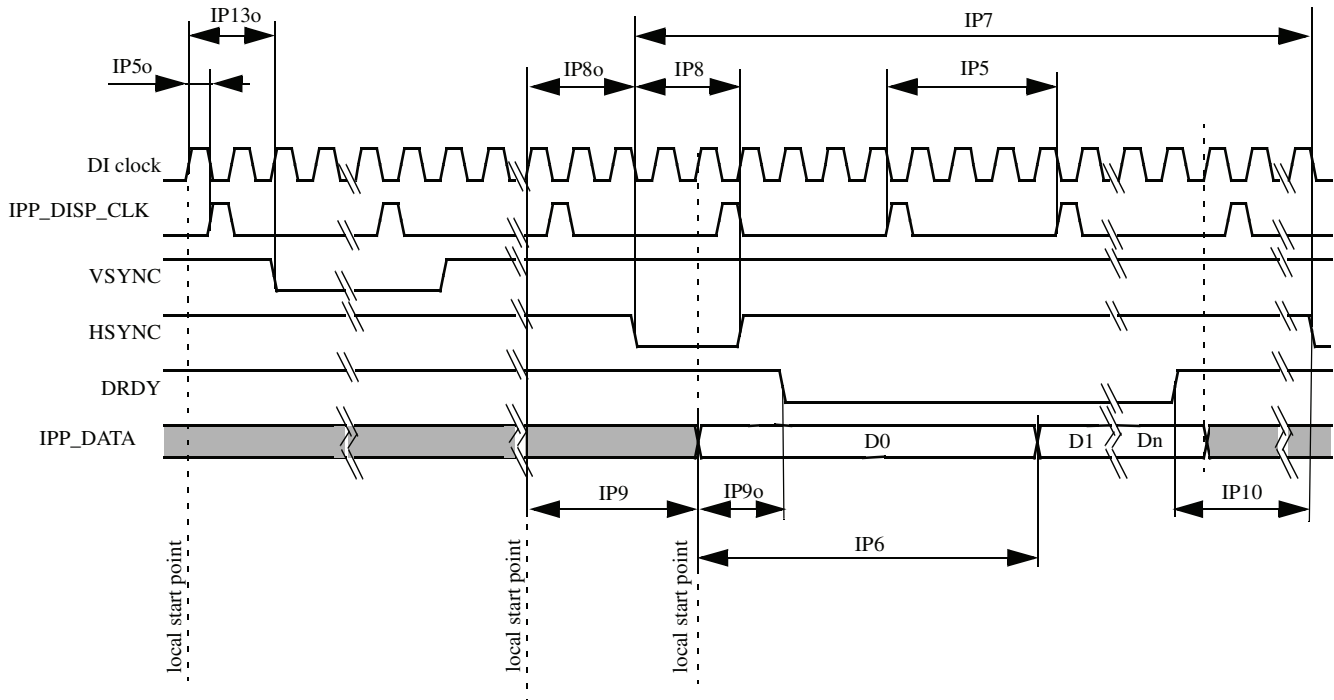 IP13o
IP7
IP5o
IP8o
IP8
IP5
DI clock
IPP_DISP_CLK
VSYNC
HSYNC
DRDY
IPP_DATA
D0
D1
Dn
IP9
IP9o
IP10
IP6
local start point
local start point
local start point